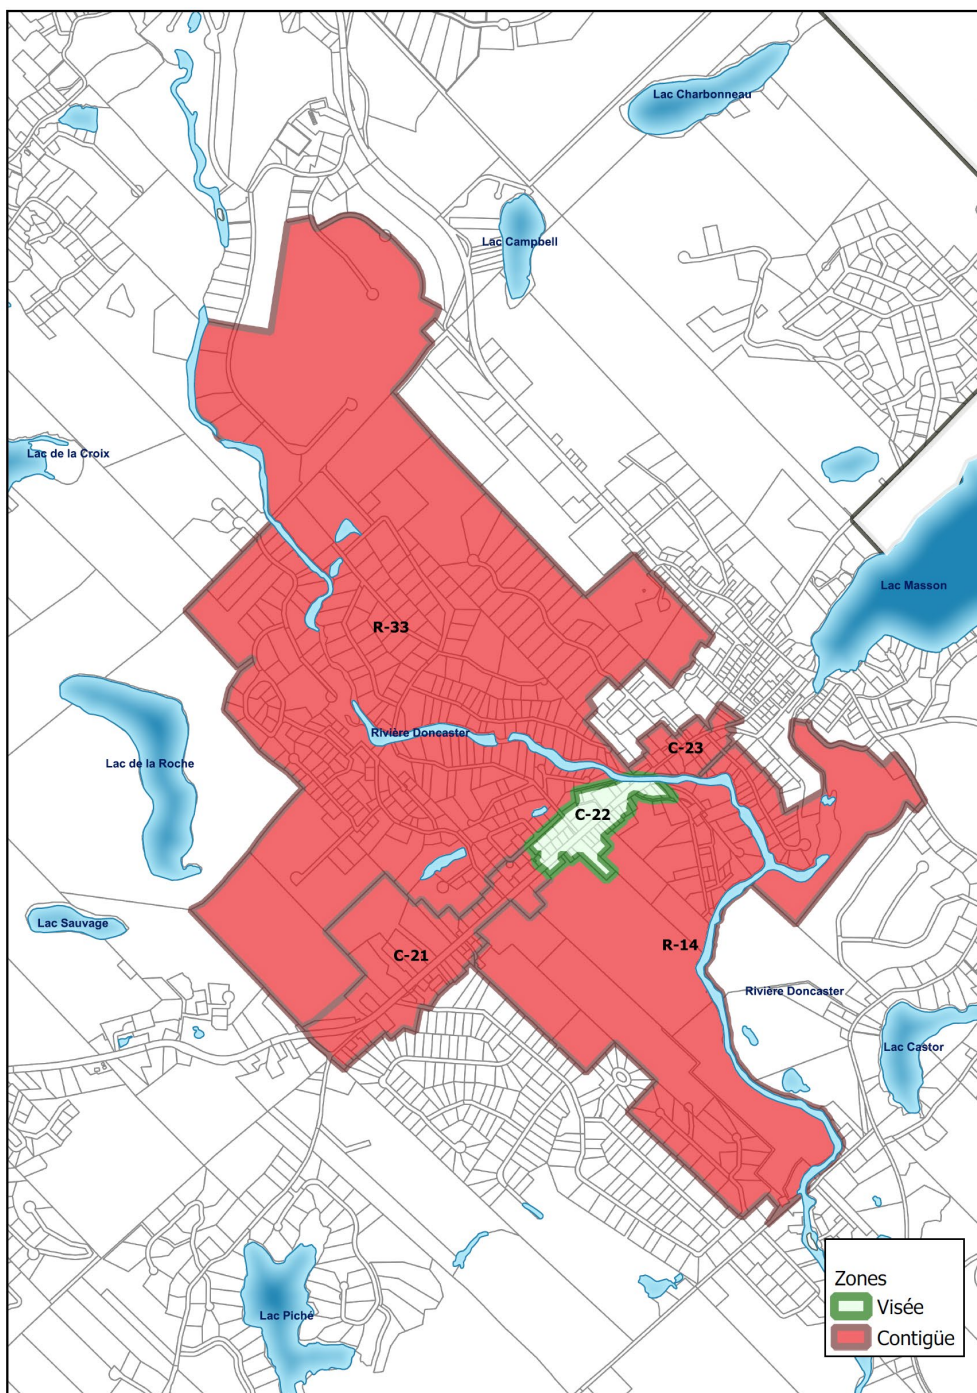 Lac Charbonneau
Lac Campbell
Lac de la Croix
Lac Masson
R-33
Rivière Doncaster
C-23
Lac de la Roche
C-22
Lac Sauvage
R-14
C-21
Rivière Doncaster
Lac Castor
Lac Piché
Zones
Visée
Contigüe